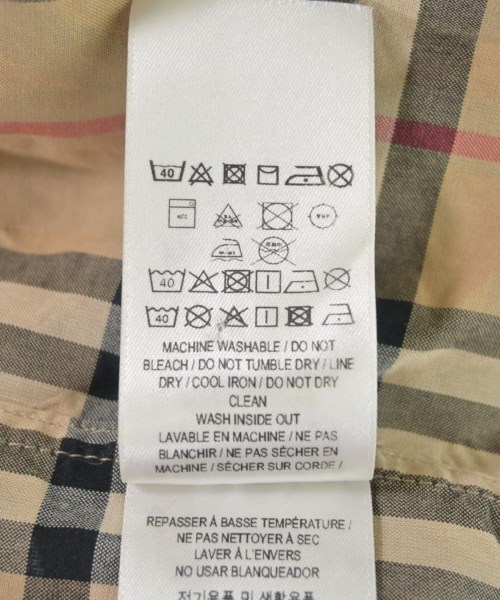 40
40
40
MACHINE WASHABLE / DO NOT
BLEACH / DO NOT TUMBLE DRY / LINE
DRY / COOL IRON / DO NOT DRY
CLEAN
WASH INSIDE OUT
LAVABLE EN MACHINE / NE PAS
BLANCHIR / NE PAS SÉCHER EN
MACHINE / SÉCHER SUR CORDE /
REPASSER À BASSE TEMPÉRATURE /
NE PAS NETTOYER À SEC
LAVER À L'ENVERS
NO USAR BLANQUEADOR